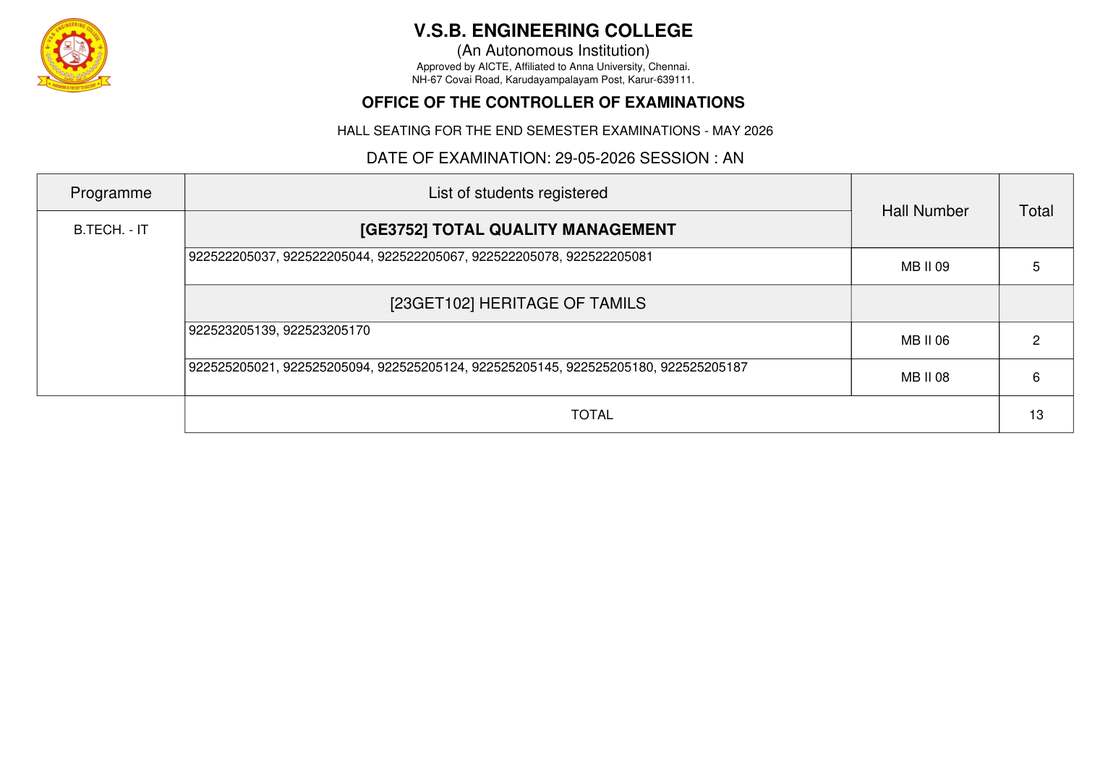 V.S.B. ENGINEERING COLLEGE
(An Autonomous Institution)
Approved by AICTE, Affiliated to Anna University, Chennai.
NH-67 Covai Road, Karudayampalayam Post, Karur-639111.
OFFICE OF THE CONTROLLER OF EXAMINATIONS
HALL SEATING FOR THE END SEMESTER EXAMINATIONS - MAY 2026
DATE OF EXAMINATION: 29-05-2026 SESSION : AN
Programme List of students registered Hall Number Total
B.TECH. - IT [GE3752] TOTAL QUALITY MANAGEMENT
922522205037, 922522205044, 922522205067, 922522205078, 922522205081 MB II 09 5
[23GET102] HERITAGE OF TAMILS
922523205139, 922523205170 MB II 06 2
922525205021, 922525205094, 922525205124, 922525205145, 922525205180, 922525205187 MB II 08 6
TOTAL 13